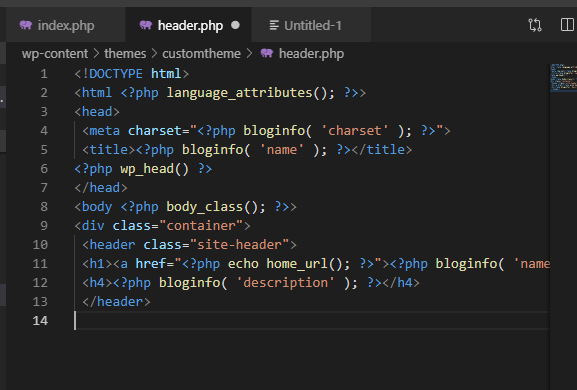 index.php header.php Untitled-1
wp-content > themes > customtheme > header.php
1 <!DOCTYPE html>
2 <html <?php language_attributes(); ?>>
3 <head>
4 <meta charset="<?php bloginfo( 'charset' ); ?>">
5 <title><?php bloginfo( 'name' ); ?></title>
6 <?php wp_head() ?>
7 </head>
8 <body <?php body_class(); ?>>
9 <div class="container">
10 <header class="site-header">
11 <h1><a href="<?php echo home_url(); ?>"><?php bloginfo( 'name
12 <h4><?php bloginfo( 'description' ); ?></h4>
13 </header>
14